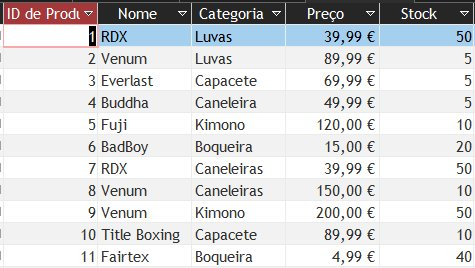 ID de Produ Nome Categoria Preço Stock
1 RDX Luvas 39,99 € 50
2 Venum Luvas 89,99 € 5
3 Everlast Capacete 69,99 € 5
4 Buddha Caneleira 49,99 € 5
5 Fuji Kimono 120,00 € 10
6 BadBoy Boqueira 15,00 € 20
7 RDX Caneleiras 39,99 € 50
8 Venum Caneleiras 150,00 € 10
9 Venum Kimono 200,00 € 50
10 Title Boxing Capacete 89,99 € 10
11 Fairtex Boqueira 4,99 € 40